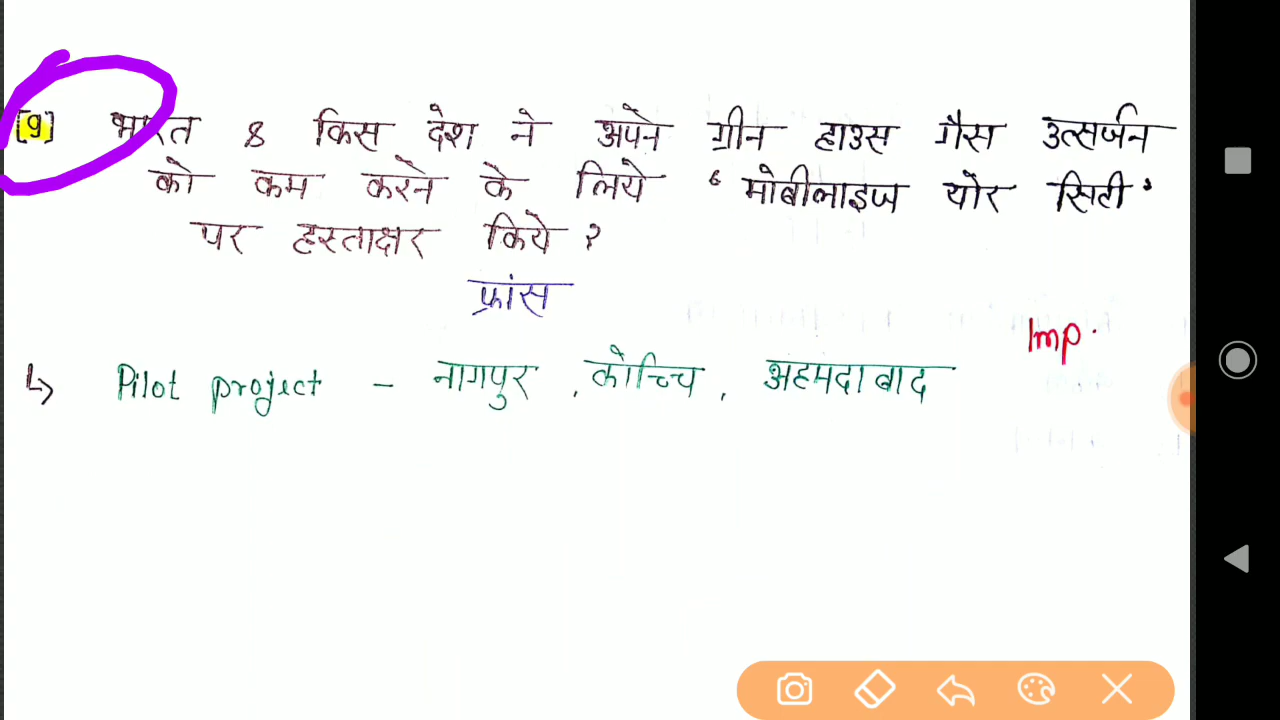 [9] भारत & किस देश ने अपने ग्रीन हाउस गैस उत्सर्जन
को कम करने के लिये ‘मोबीलाइज योर सिटी’
पर हस्ताक्षर किये ?
फ्रांस
Imp.
↳ Pilot project – नागपुर , कोच्चि , अहमदाबाद